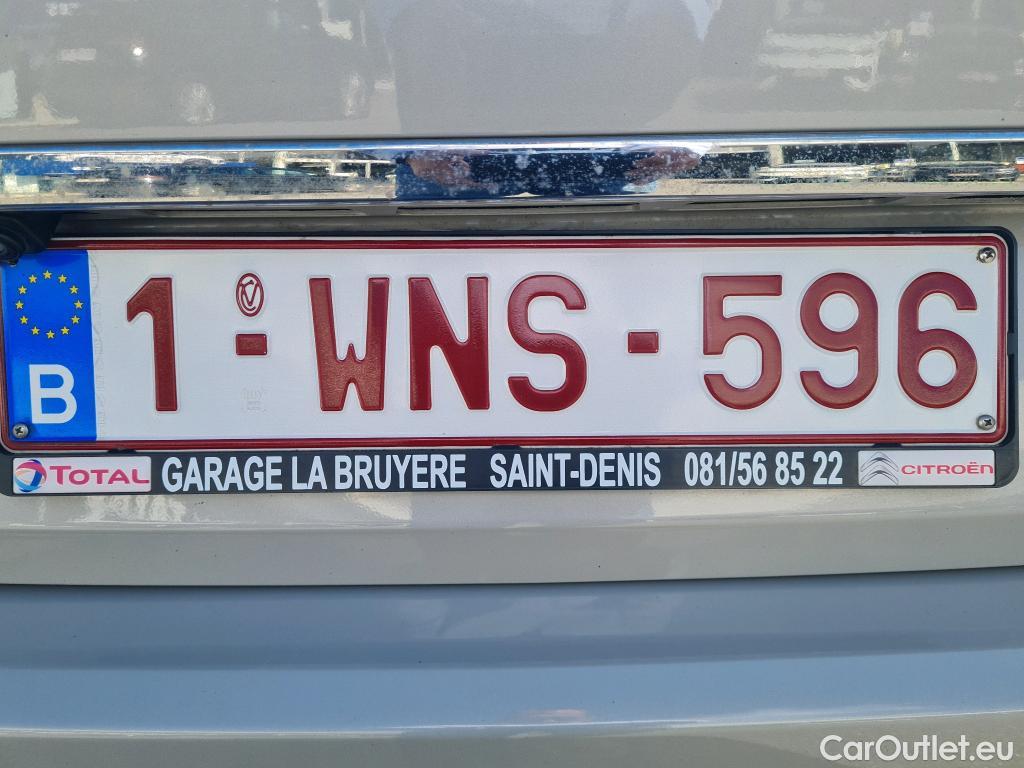 1-WNS-596
B
TOTAL GARAGE LA BRUYERE SAINT-DENIS 081/56 85 22 CITROËN
CarOutlet.eu